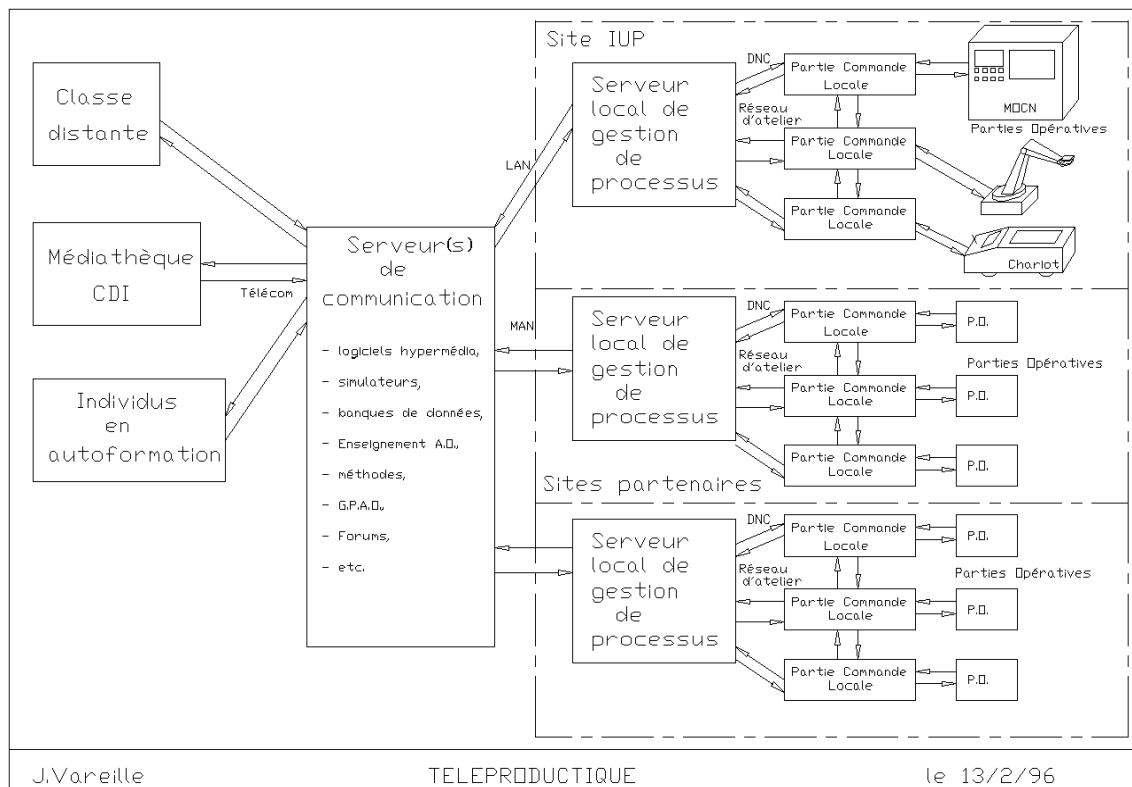 Classe
distante
Médiathèque
CDI
Télécom
Individus
en
autoformation
Serveur(s)
de
communication
- logiciels hypermédia,
- simulateurs,
- banques de données,
- Enseignement A.O.,
- méthodes,
- G.P.A.O.,
- Forums,
- etc.
LAN
MAN
Site IUP
Serveur
local de
gestion
de
processus
DNC
Réseau
d'atelier
Partie Commande
Locale
Partie Commande
Locale
Partie Commande
Locale
MOCN
Parties Opératives
Chariot
Serveur
local de
gestion
de
processus
DNC
Réseau
d'atelier
Partie Commande
Locale
Partie Commande
Locale
Partie Commande
Locale
P.O.
Parties Opératives
P.O.
P.O.
Sites partenaires
Serveur
local de
gestion
de
processus
DNC
Réseau
d'atelier
Partie Commande
Locale
Partie Commande
Locale
Partie Commande
Locale
P.O.
Parties Opératives
P.O.
P.O.
J.Vareille
TELEPRODUCTIQUE
le 13/2/96